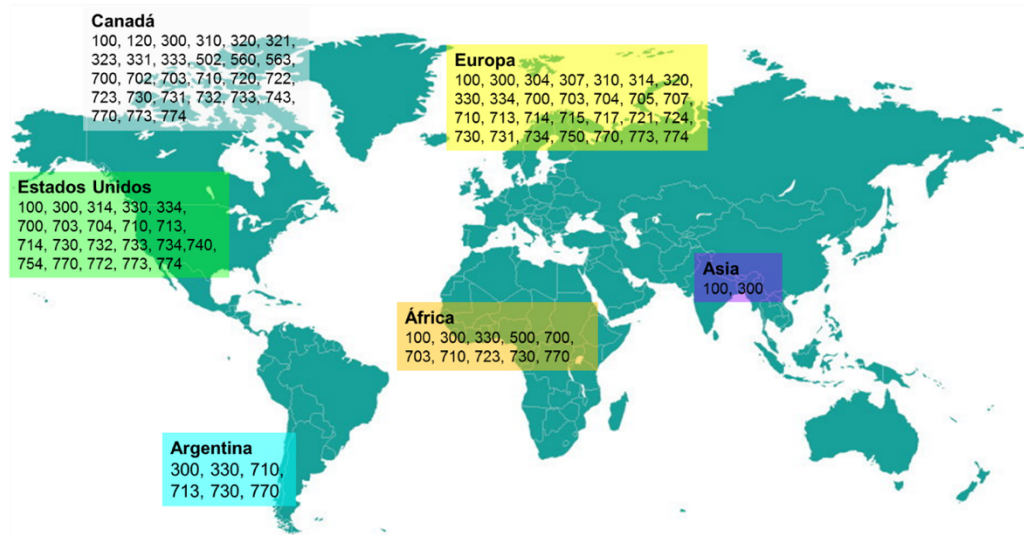 Canadá
100, 120, 300, 310, 320, 321,
323, 331, 333, 502, 560, 563,
700, 702, 703, 710, 720, 722,
723, 730, 731, 732, 733, 743,
770, 773, 774
Europa
100, 300, 304, 307, 310, 314, 320,
330, 334, 700, 703, 704, 705, 707,
710, 713, 714, 715, 717, 721, 724,
730, 731, 734, 750, 770, 773, 774
Estados Unidos
100, 300, 314, 330, 334,
700, 703, 704, 710, 713,
714, 730, 732, 733, 734,740,
754, 770, 772, 773, 774
Asia
100, 300
África
100, 300, 330, 500, 700,
703, 710, 723, 730, 770
Argentina
300, 330, 710,
713, 730, 770